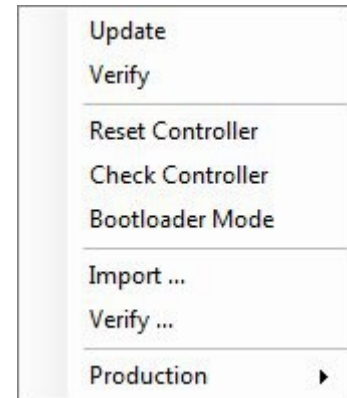 Update
Verify
Reset Controller
Check Controller
Bootloader Mode
Import ...
Verify ...
Production